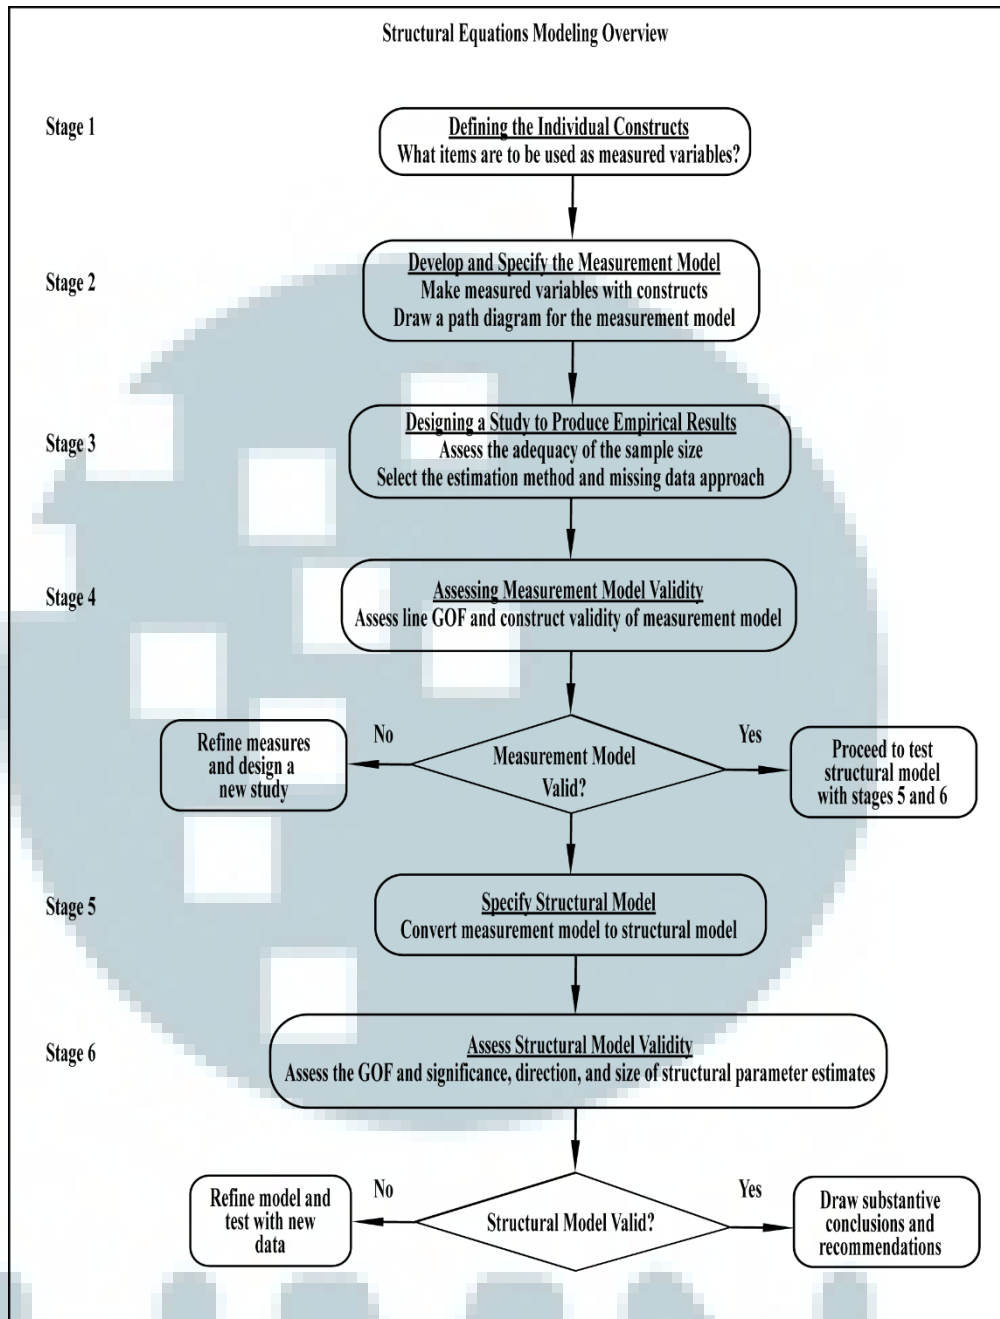 Structural Equations Modeling Overview
Stage 1
Defining the Individual Constructs
What items are to be used as measured variables?
Stage 2
Develop and Specify the Measurement Model
Make measured variables with constructs
Draw a path diagram for the measurement model
Stage 3
Designing a Study to Produce Empirical Results
Assess the adequacy of the sample size
Select the estimation method and missing data approach
Stage 4
Assessing Measurement Model Validity
Assess line GOF and construct validity of measurement model
Refine measures
and design a
new study
No
Measurement Model
Valid?
Yes
Proceed to test
structural model
with stages 5 and 6
Stage 5
Specify Structural Model
Convert measurement model to structural model
Stage 6
Assess Structural Model Validity
Assess the GOF and significance, direction, and size of structural parameter estimates
Refine model and
test with new
data
No
Structural Model Valid?
Yes
Draw substantive
conclusions and
recommendations